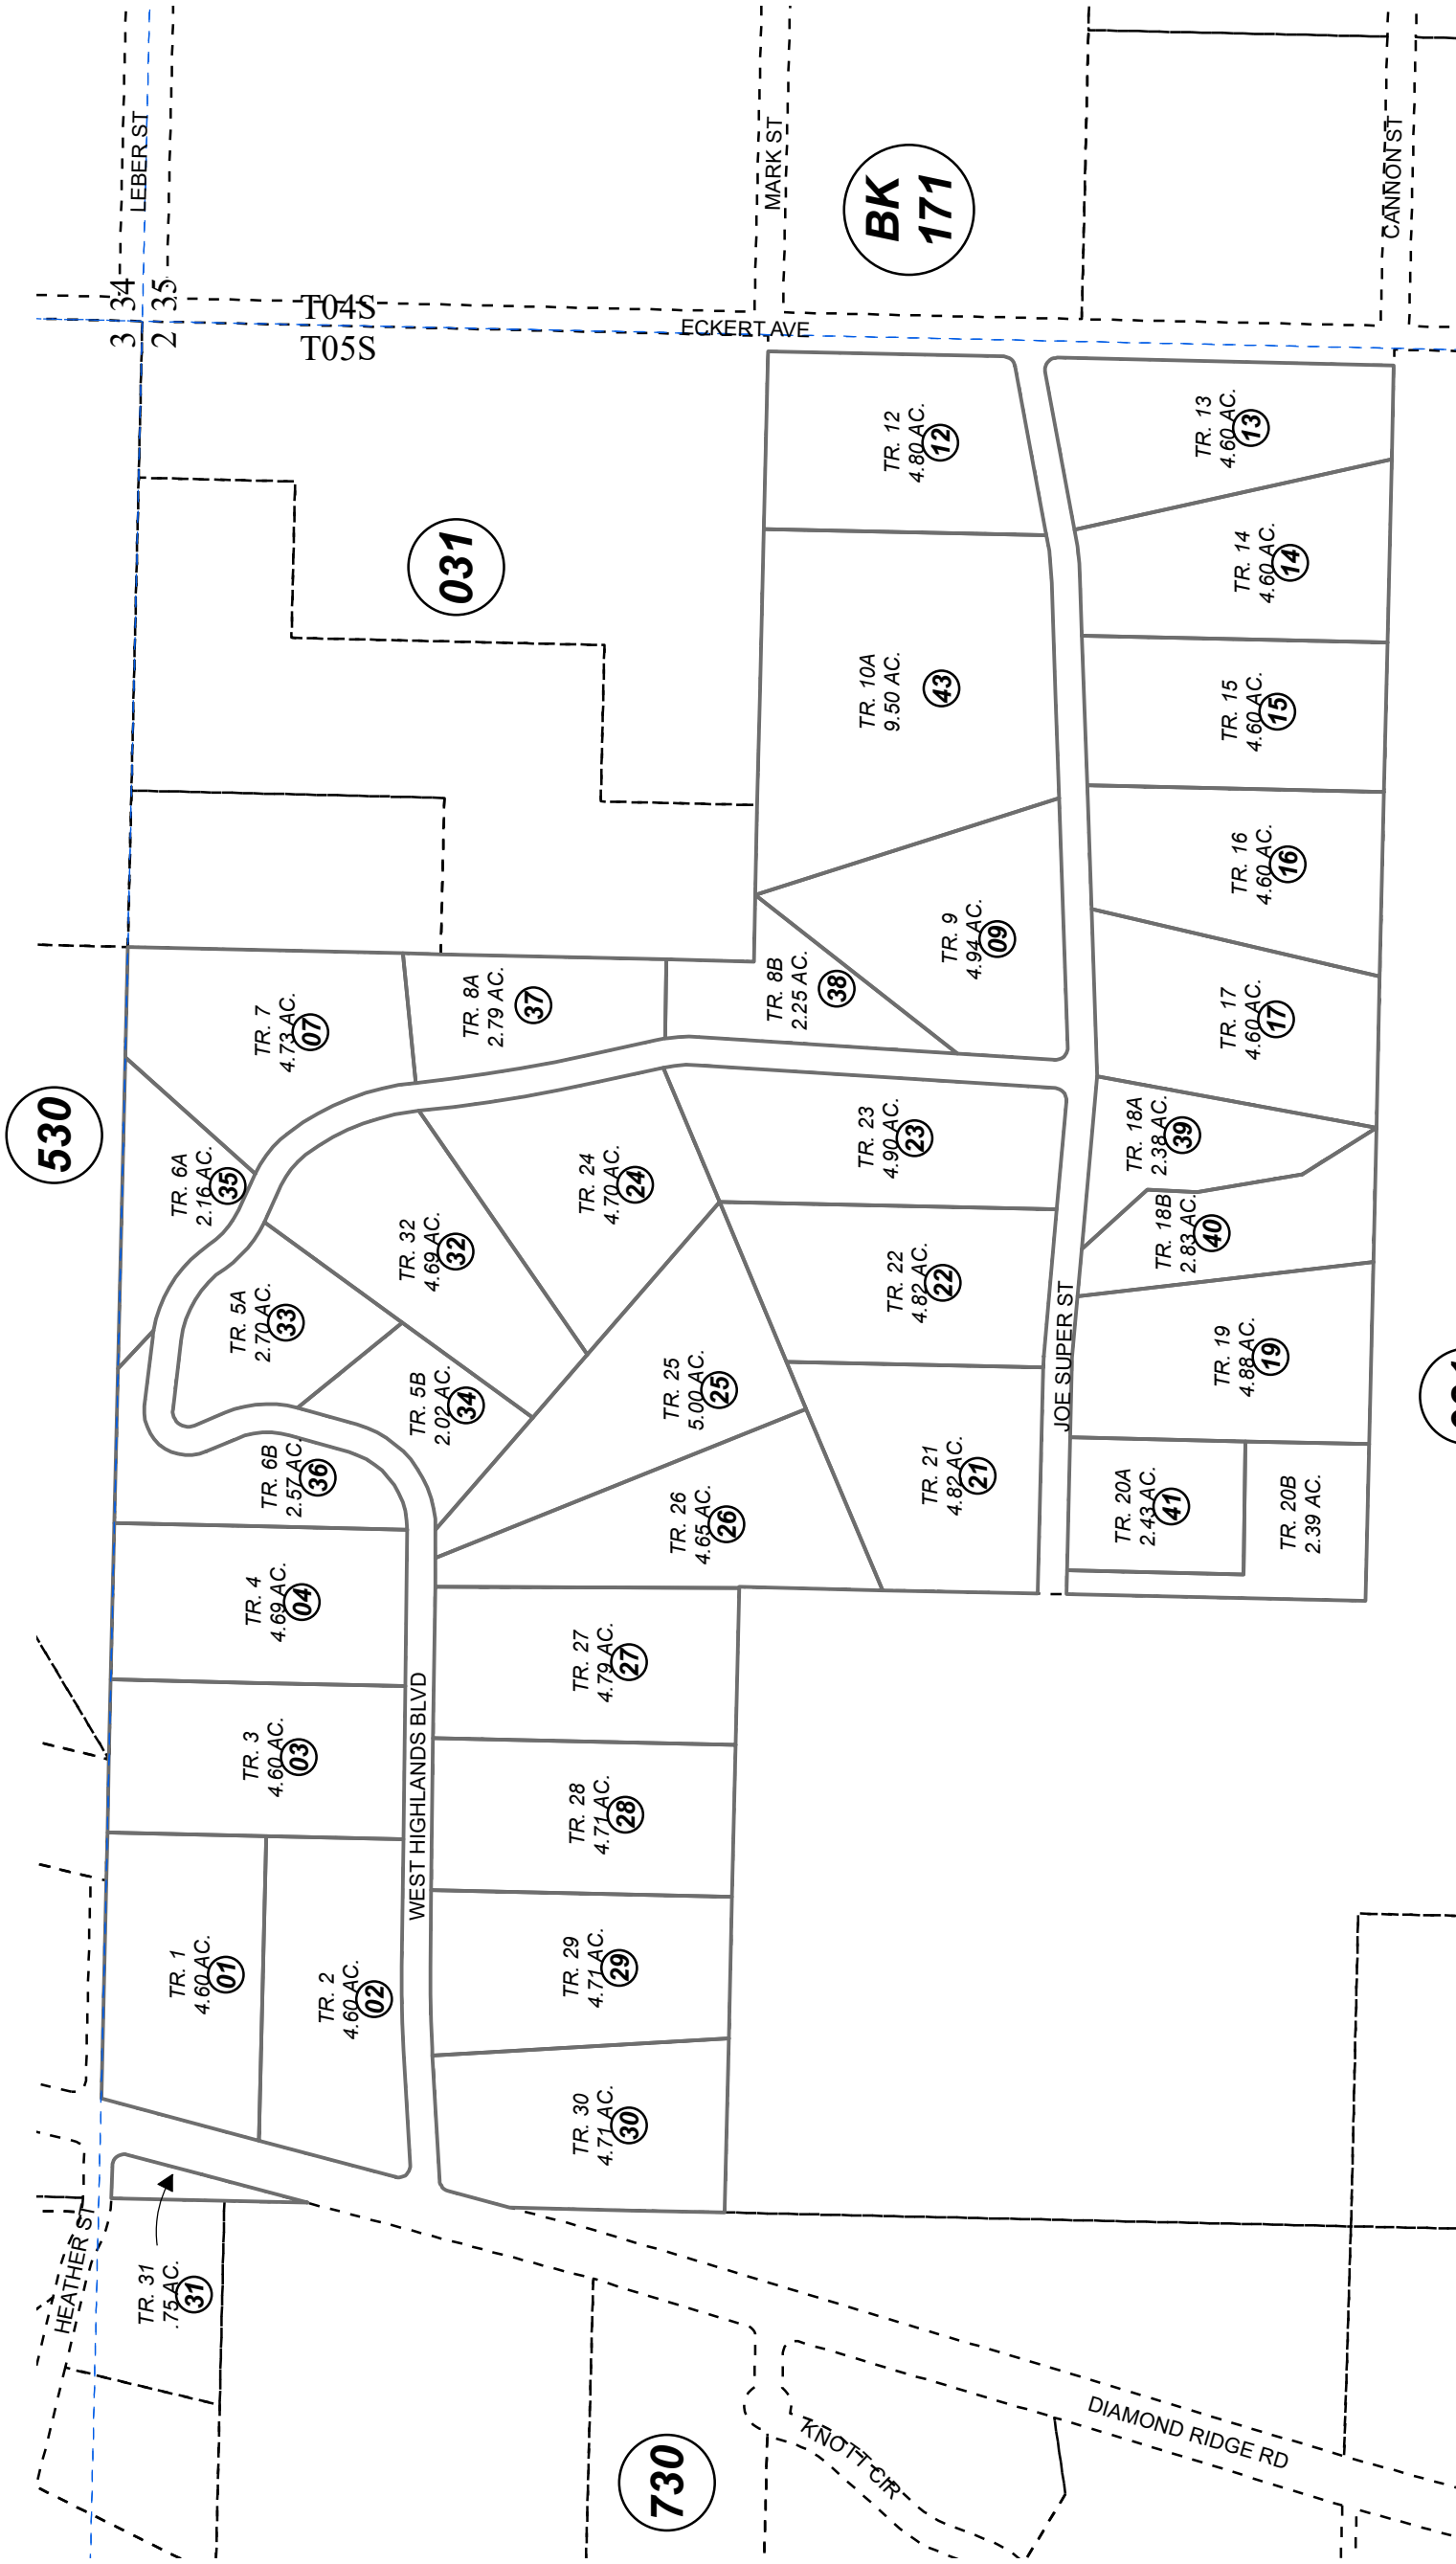 LEBER ST
MARK ST
CANNON ST
BK
171
3 34
2 35
T04S
T05S
ECKERT AVE
TR. 12
4.80 AC.
12
TR. 13
4.60 AC.
13
031
TR. 14
4.60 AC.
14
TR. 10A
9.50 AC.
43
TR. 15
4.60 AC.
15
TR. 16
4.60 AC.
16
TR. 9
4.94 AC.
09
TR. 7
4.73 AC.
07
TR. 8A
2.79 AC.
37
TR. 8B
2.25 AC.
38
TR. 17
4.60 AC.
17
530
TR. 6A
2.16 AC.
35
TR. 24
4.70 AC.
24
TR. 23
4.90 AC.
23
TR. 18A
2.38 AC.
39
TR. 18B
2.83 AC.
40
TR. 32
4.69 AC.
32
TR. 5A
2.70 AC.
33
TR. 22
4.82 AC.
22
JOE SUPER ST
TR. 19
4.88 AC.
19
TR. 5B
2.02 AC.
34
TR. 25
5.00 AC.
25
TR. 6B
2.57 AC.
36
TR. 26
4.65 AC.
26
TR. 21
4.82 AC.
21
TR. 20A
2.43 AC.
41
TR. 20B
2.39 AC.
TR. 4
4.69 AC.
04
TR. 27
4.79 AC.
27
TR. 3
4.60 AC.
03
WEST HIGHLANDS BLVD
TR. 28
4.71 AC.
28
TR. 1
4.60 AC.
01
TR. 2
4.60 AC.
02
TR. 29
4.71 AC.
29
TR. 30
4.71 AC.
30
HEATHER ST
TR. 31
.75 AC.
31
730
KNOTT CIR
DIAMOND RIDGE RD